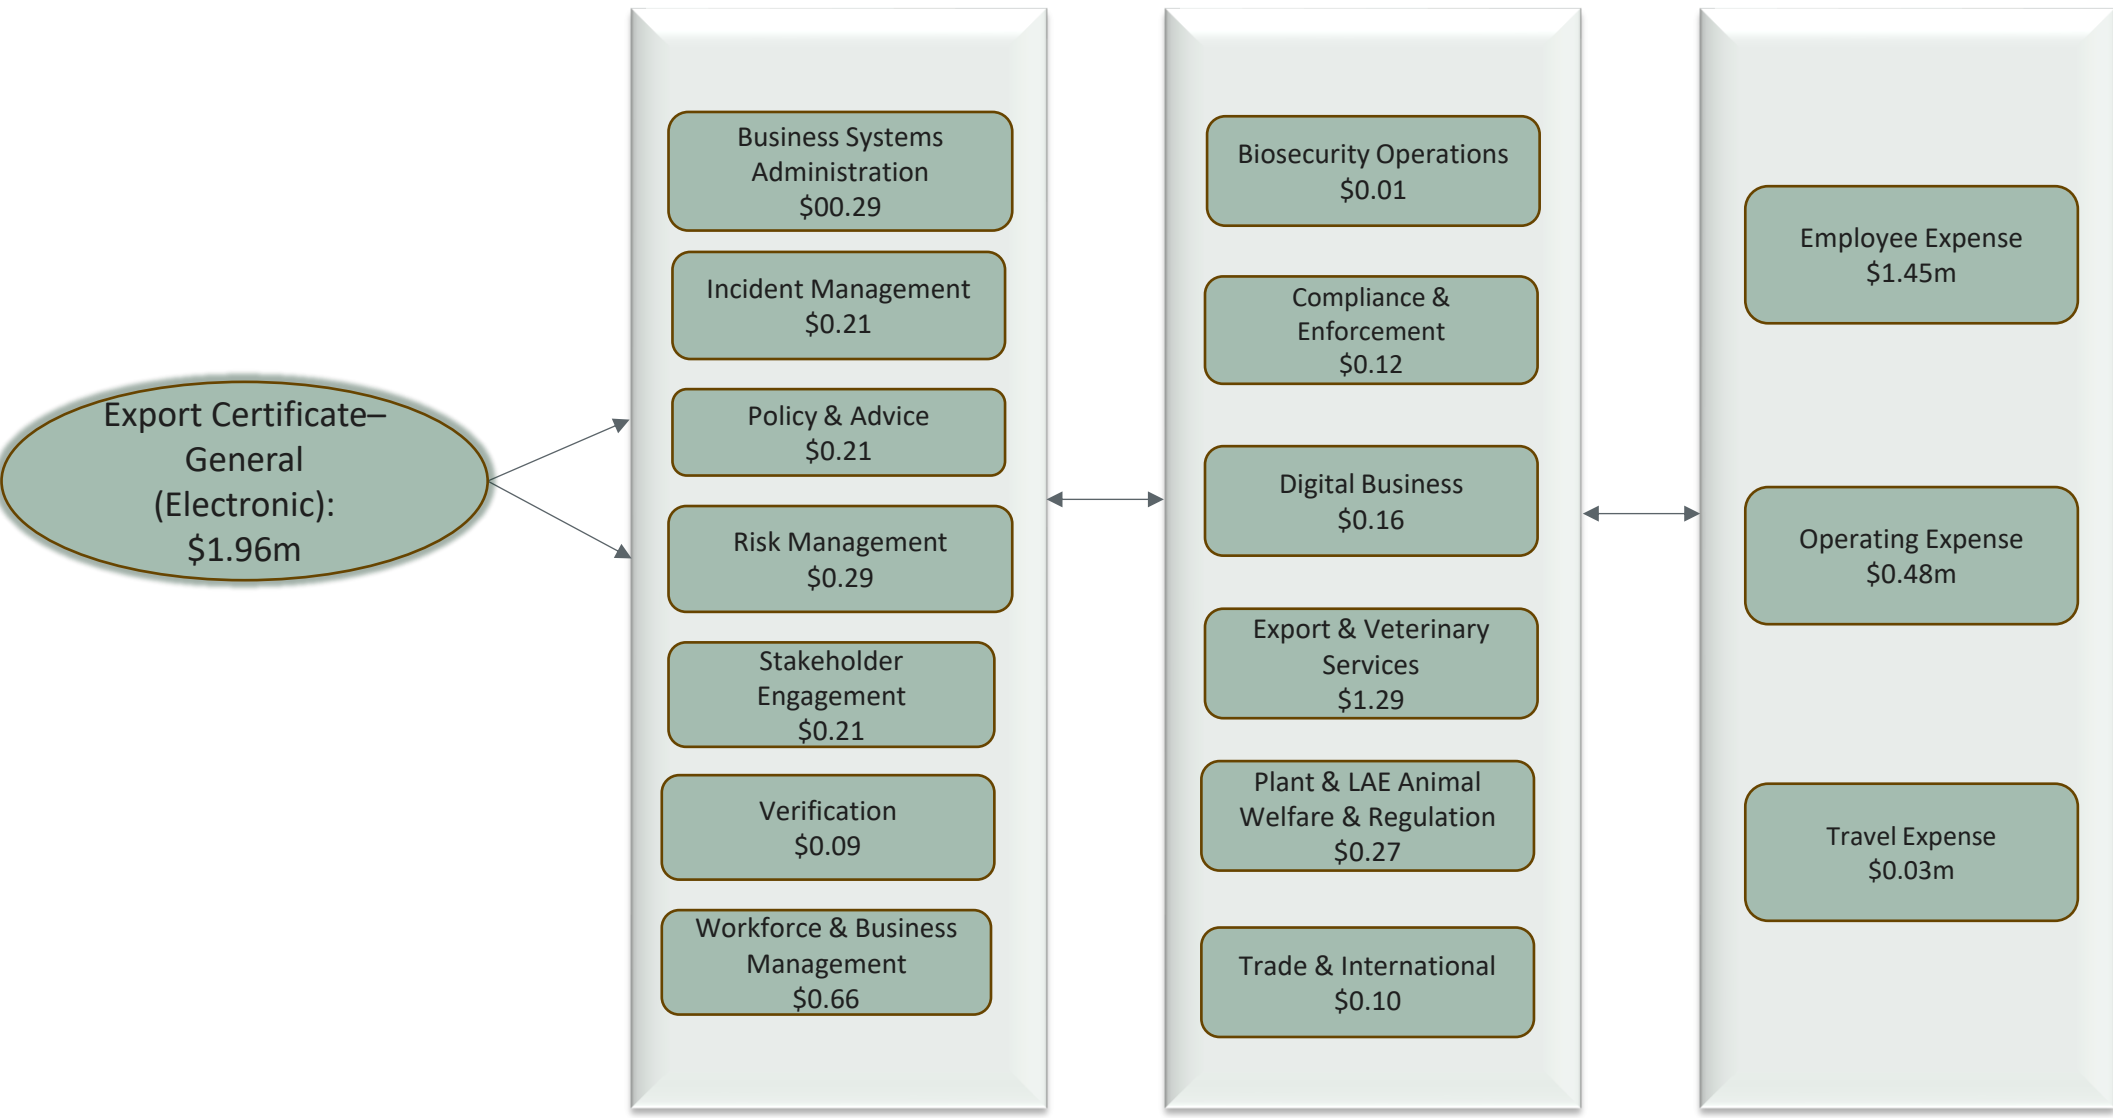 Export Certificate–
General
(Electronic):
$1.96m
Business Systems
Administration
$00.29
Incident Management
$0.21
Policy & Advice
$0.21
Risk Management
$0.29
Stakeholder
Engagement
$0.21
Verification
$0.09
Workforce & Business
Management
$0.66
Biosecurity Operations
$0.01
Compliance &
Enforcement
$0.12
Digital Business
$0.16
Export & Veterinary
Services
$1.29
Plant & LAE Animal
Welfare & Regulation
$0.27
Trade & International
$0.10
Employee Expense
$1.45m
Operating Expense
$0.48m
Travel Expense
$0.03m